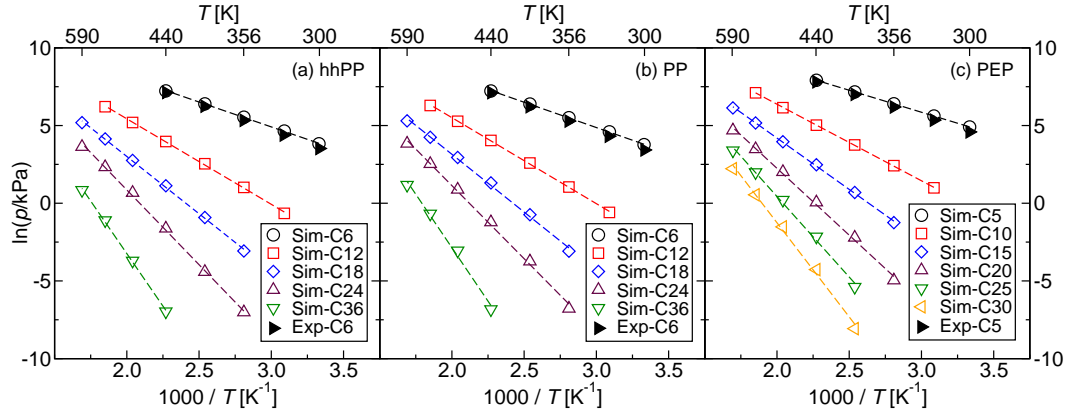 T [K] T [K] T [K]
590 440 356 300 590 440 356 300 590 440 356 300
10 (a) hhPP (b) PP (c) PEP 10
5 5
ln(p/kPa) 0 0
-5 -5
-10 -10
Sim-C6
Sim-C12
Sim-C18
Sim-C24
Sim-C36
Exp-C6
Sim-C6
Sim-C12
Sim-C18
Sim-C24
Sim-C36
Exp-C6
Sim-C5
Sim-C10
Sim-C15
Sim-C20
Sim-C25
Sim-C30
Exp-C5
2.0 2.5 3.0 3.5 2.0 2.5 3.0 3.5 2.0 2.5 3.0 3.5
1000 / T [K-1] 1000 / T [K-1] 1000 / T [K-1]